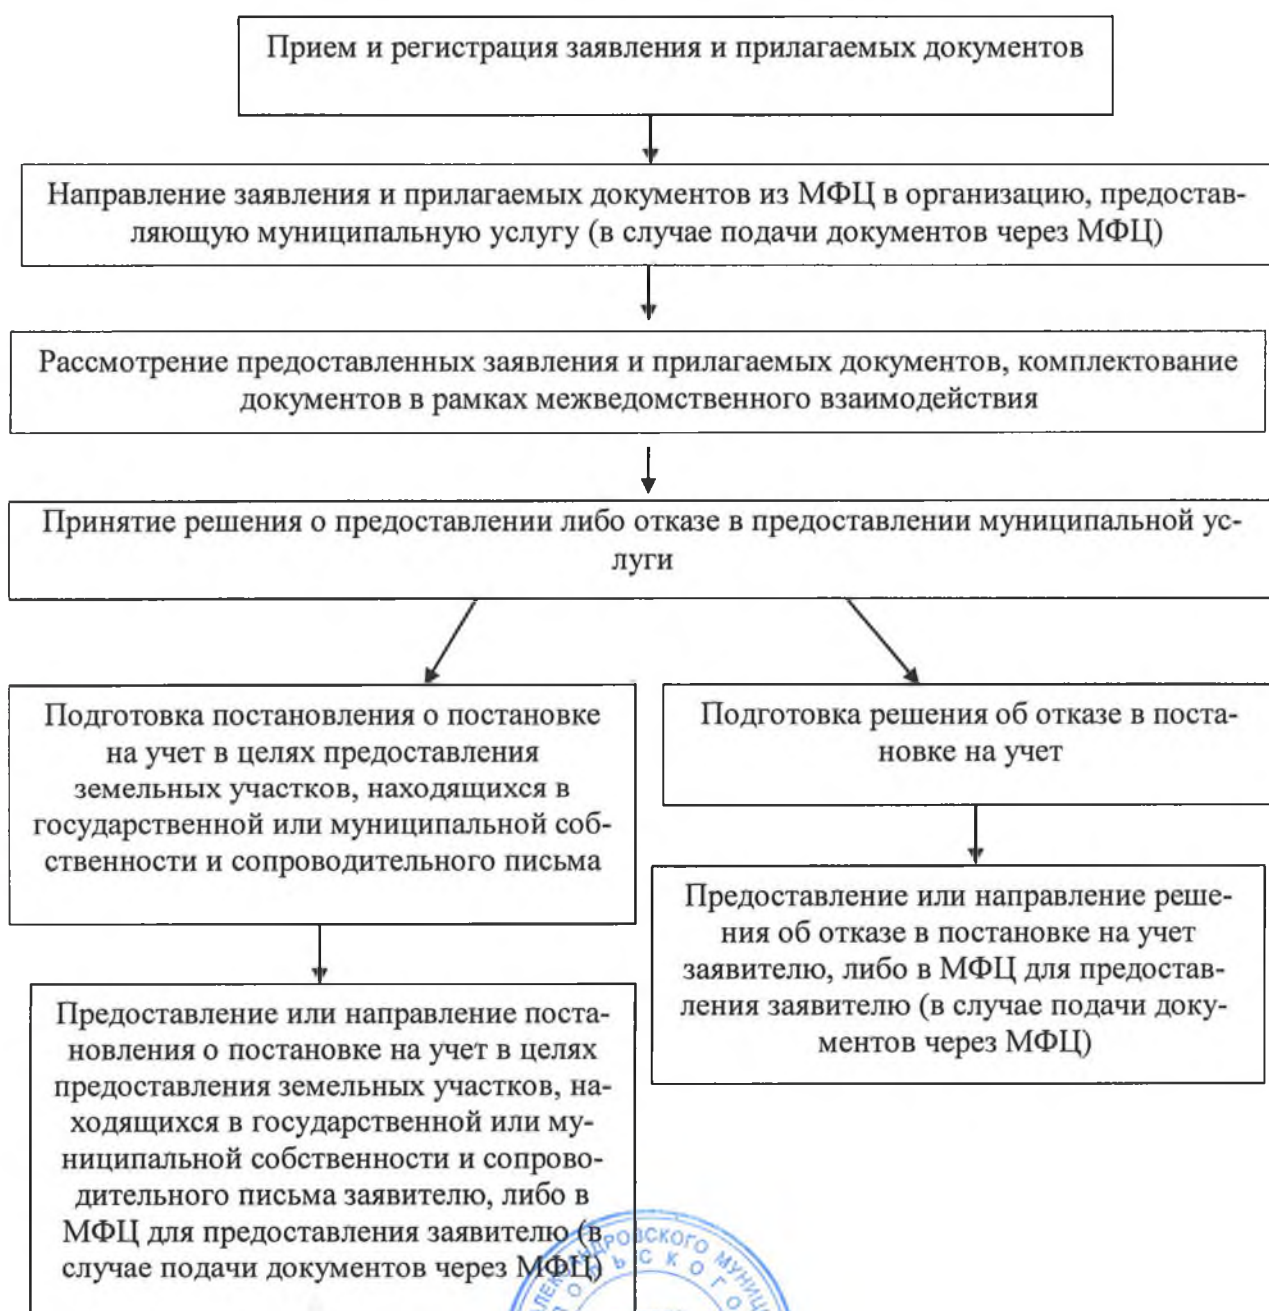 Прием и регистрация заявления и прилагаемых документов
Направление заявления и прилагаемых документов из МФЦ в организацию, предостав-
ляющую муниципальную услугу (в случае подачи документов через МФЦ)
Рассмотрение предоставленных заявления и прилагаемых документов, комплектование
документов в рамках межведомственного взаимодействия
Принятие решения о предоставлении либо отказе в предоставлении муниципальной ус-
луги
Подготовка постановления о постановке
на учет в целях предоставления
земельных участков, находящихся в
государственной или муниципальной соб-
ственности и сопроводительного письма
Подготовка решения об отказе в поста-
новке на учет
Предоставление или направление реше-
ния об отказе в постановке на учет
заявителю, либо в МФЦ для предостав-
ления заявителю (в случае подачи доку-
ментов через МФЦ)
Предоставление или направление поста-
новления о постановке на учет в целях
предоставления земельных участков, на-
ходящихся в государственной или му-
ниципальной собственности и сопрово-
дительного письма заявителю, либо в
МФЦ для предоставления заявителю (в
случае подачи документов через МФЦ)